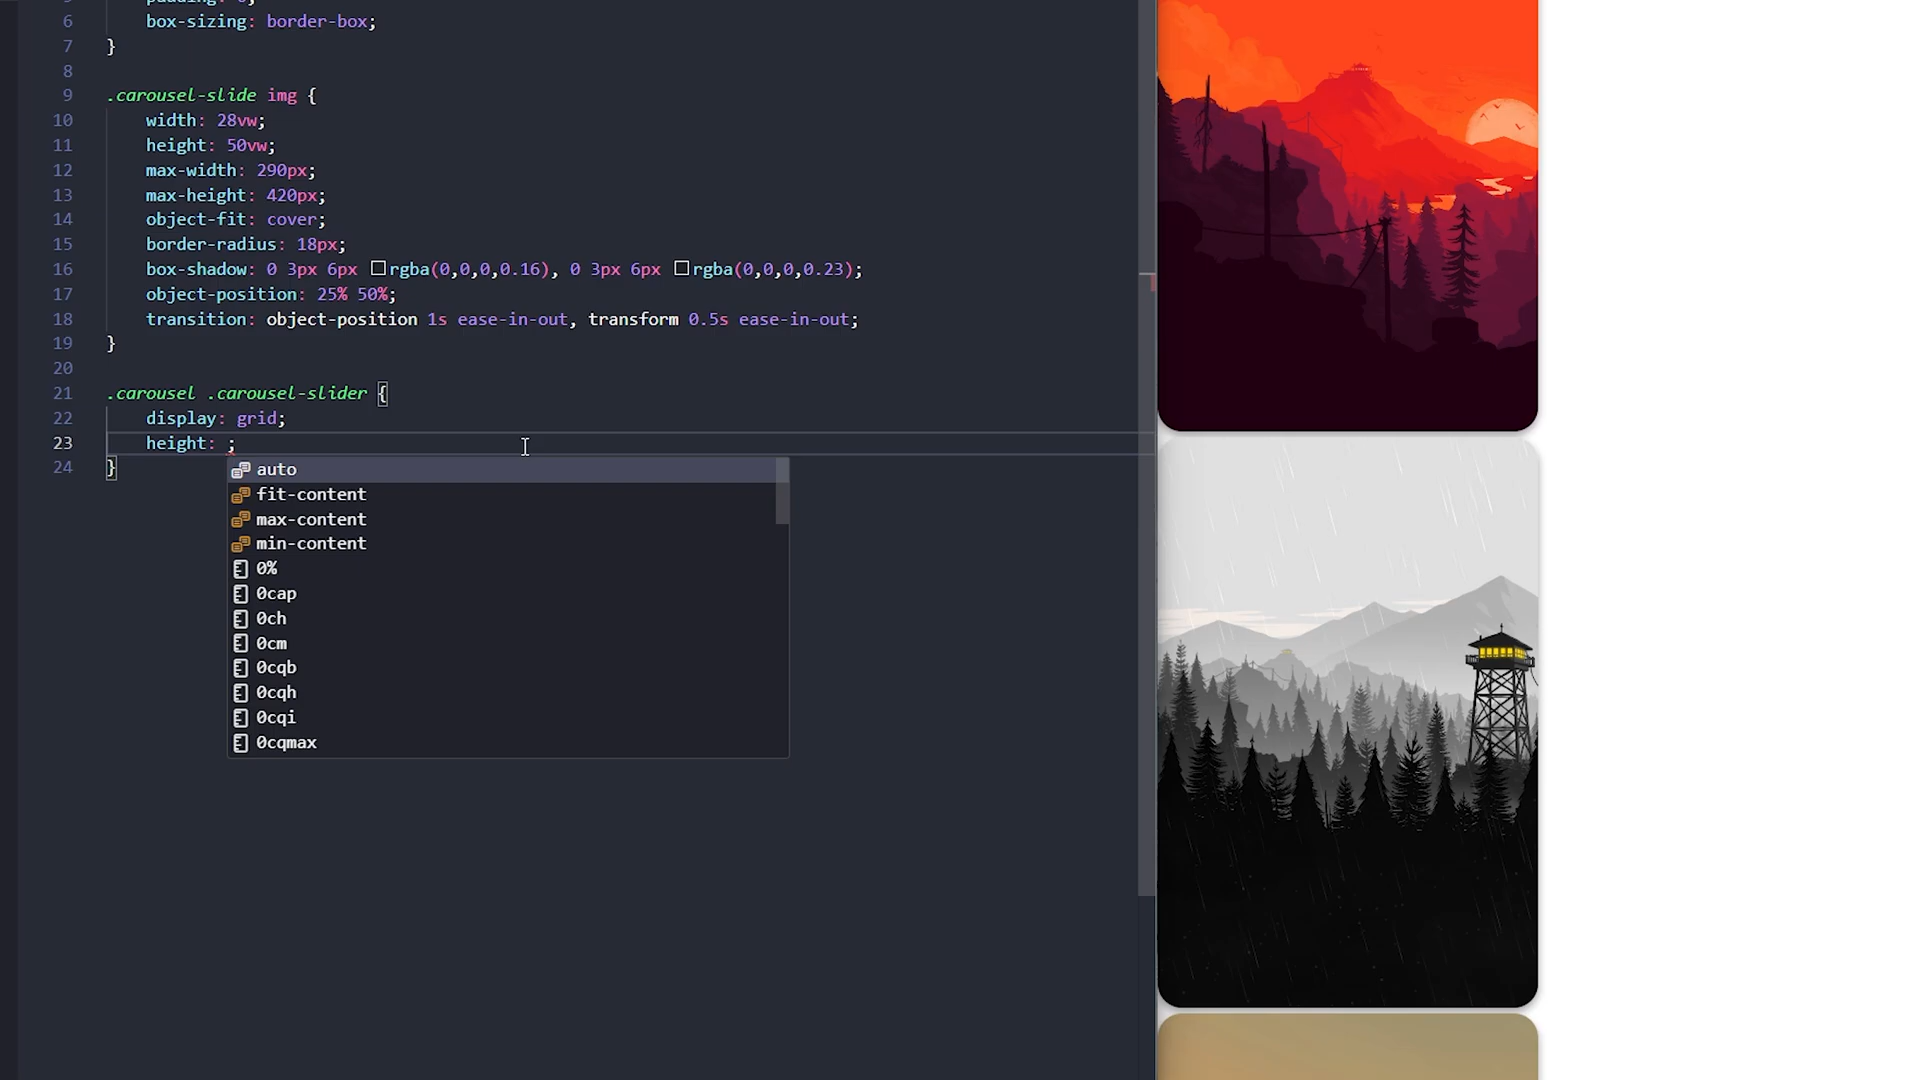 5 padding: 0;
6 box-sizing: border-box;
7 }
8
9 .carousel-slide img {
10 width: 28vw;
11 height: 50vw;
12 max-width: 290px;
13 max-height: 420px;
14 object-fit: cover;
15 border-radius: 18px;
16 box-shadow: 0 3px 6px rgba(0,0,0,0.16), 0 3px 6px rgba(0,0,0,0.23);
17 object-position: 25% 50%;
18 transition: object-position 1s ease-in-out, transform 0.5s ease-in-out;
19 }
20
21 .carousel .carousel-slider {
22 display: grid;
23 height: ;
24 }
auto
fit-content
max-content
min-content
0%
0cap
0ch
0cm
0cqb
0cqh
0cqi
0cqmax